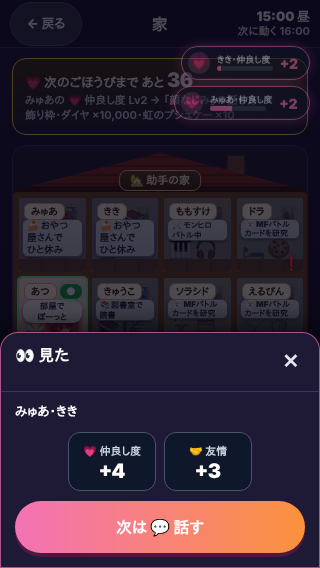 ← 戻る
家
15:00 昼
次に動く 16:00
きき・仲良し度
+2
💗 次のごほうびまで あと 36
みゅあ・仲良し度
+2
みゅあの 💗 仲良し度 Lv2 →
飾り枠・ダイヤ ×10,000・虹の
×10
🏡 助手の家
みゅあ
🍰 おやつ
屋さんで
ひと休み
きき
🍰 おやつ
屋さんで
ひと休み
ももすけ
モンヒロ
バトル中
ドラ
MFバトル
カードを研究
あつ
部屋で
ぼーっと
きゅうこ
📚 図書室で
読書
ソラシド
MFバトル
カードを研究
えるぴん
MFバトル
カードを研究
👀 見た
×
みゅあ・きき
💗 仲良し度
+4
🤝 友情
+3
次は 💬 話す